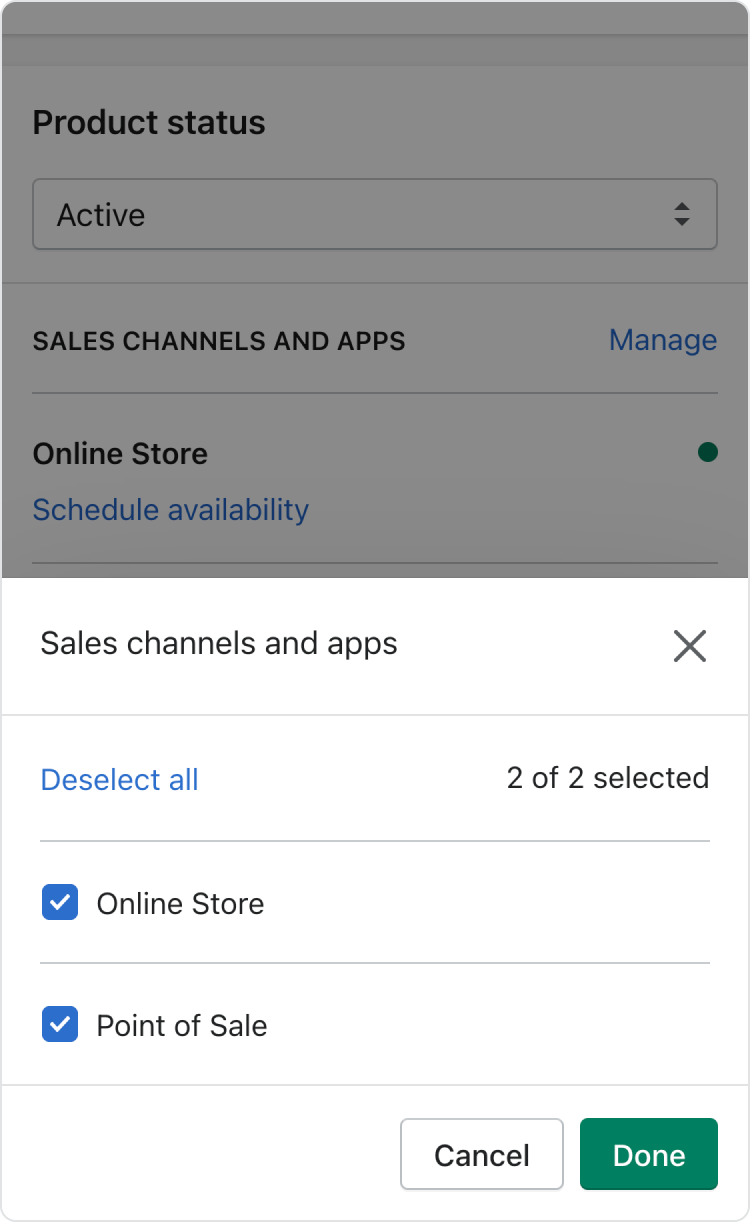 Product status
Active
SALES CHANNELS AND APPS Manage
Online Store
Schedule availability
Sales channels and apps
Deselect all 2 of 2 selected
Online Store
Point of Sale
Cancel Done